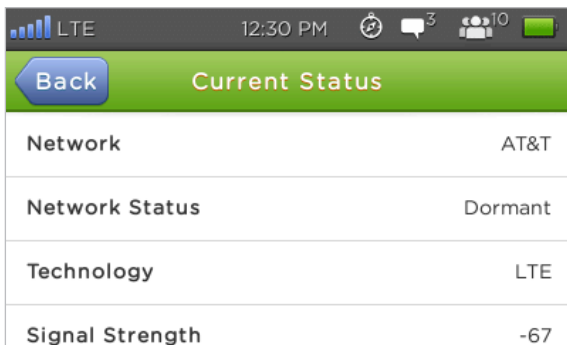 LTE 12:30 PM 3 10
Back Current Status
Network AT&T
Network Status Dormant
Technology LTE
Signal Strength -67